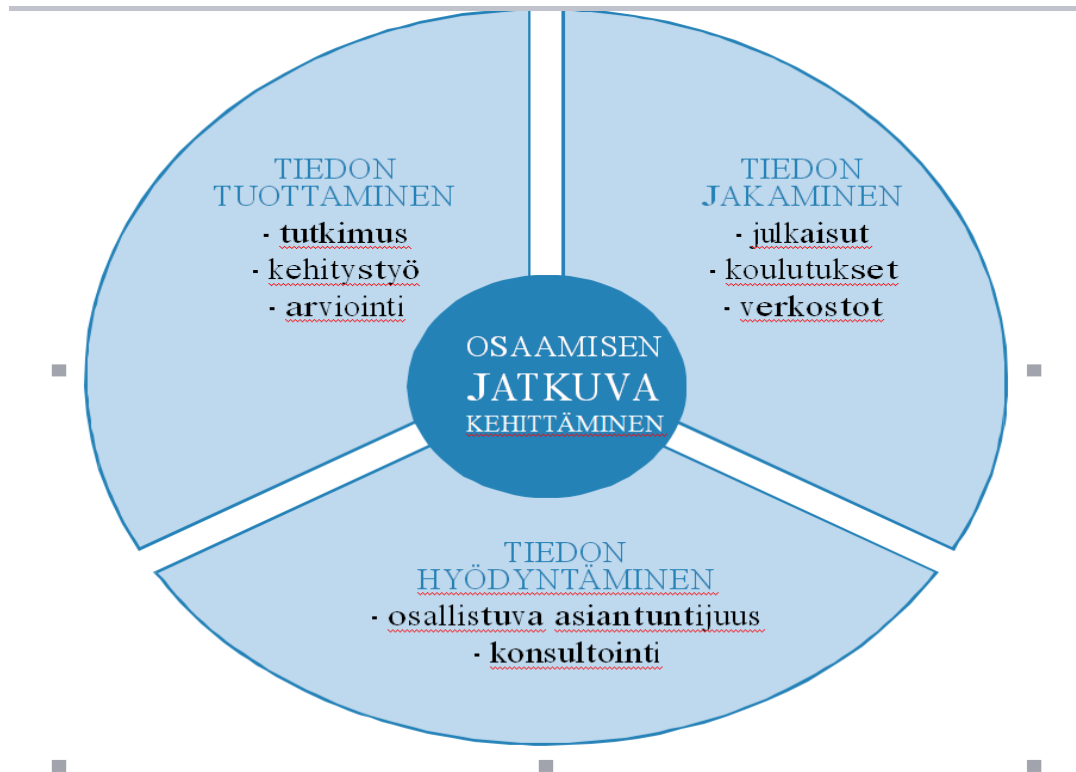 TIEDON
TUOTTAMINEN
- tutkimus
- kehitystyö
- arviointi
TIEDON
JAKAMINEN
- julkaisut
- koulutukset
- verkostot
OSAAMISEN
JATKUVA
KEHITTÄMINEN
TIEDON
HYÖDYNTÄMINEN
- osallistuva asiantuntijuus
- konsultointi